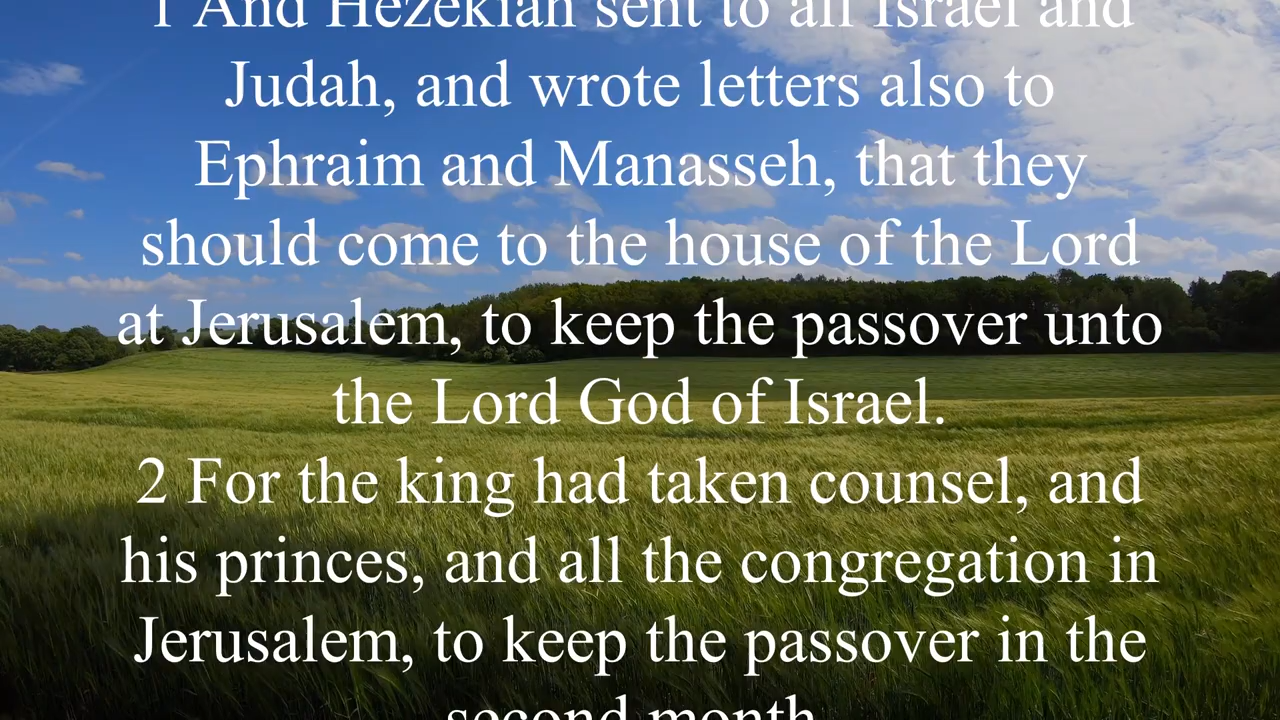 1 And Hezekiah sent to all Israel and
Judah, and wrote letters also to
Ephraim and Manasseh, that they
should come to the house of the Lord
at Jerusalem, to keep the passover unto
the Lord God of Israel.
2 For the king had taken counsel, and
his princes, and all the congregation in
Jerusalem, to keep the passover in the
second month.